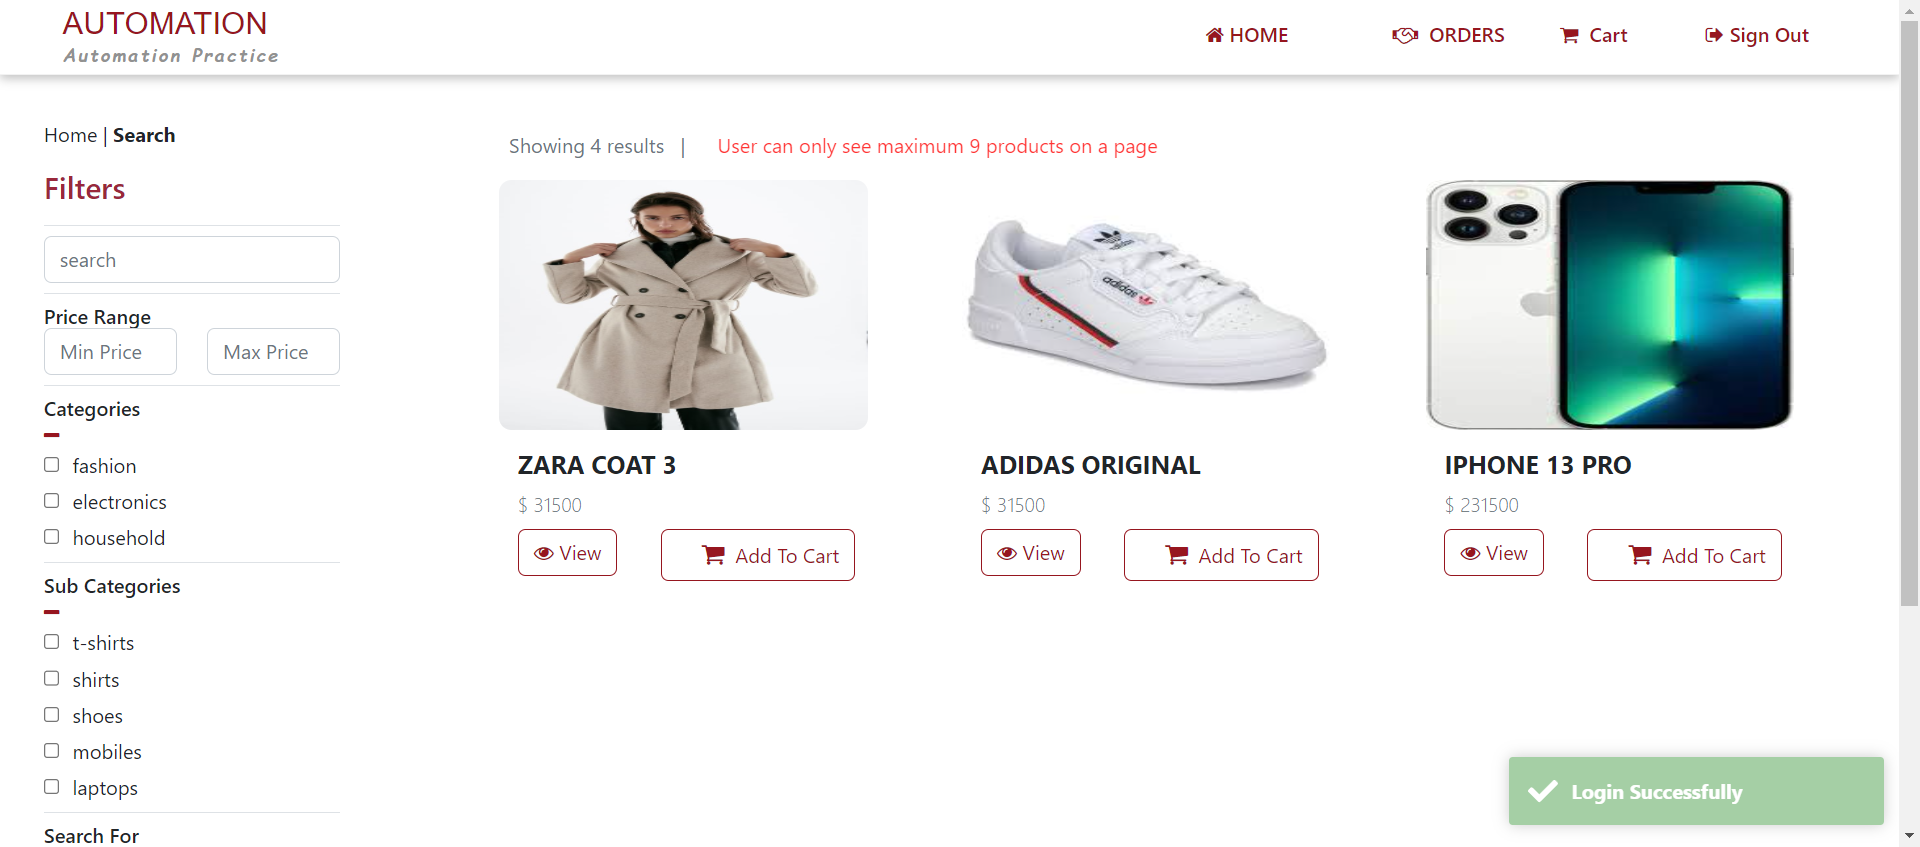 AUTOMATION
Automation Practice
HOME
ORDERS
Cart
Sign Out
Home | Search
Filters
search
Price Range
Min Price
Max Price
Categories
fashion
electronics
household
Sub Categories
t-shirts
shirts
shoes
mobiles
laptops
Search For
Showing 4 results |
User can only see maximum 9 products on a page
adidas
adidas
ZARA COAT 3
$ 31500
View
Add To Cart
ADIDAS ORIGINAL
$ 31500
View
Add To Cart
IPHONE 13 PRO
$ 231500
View
Add To Cart
Login Successfully